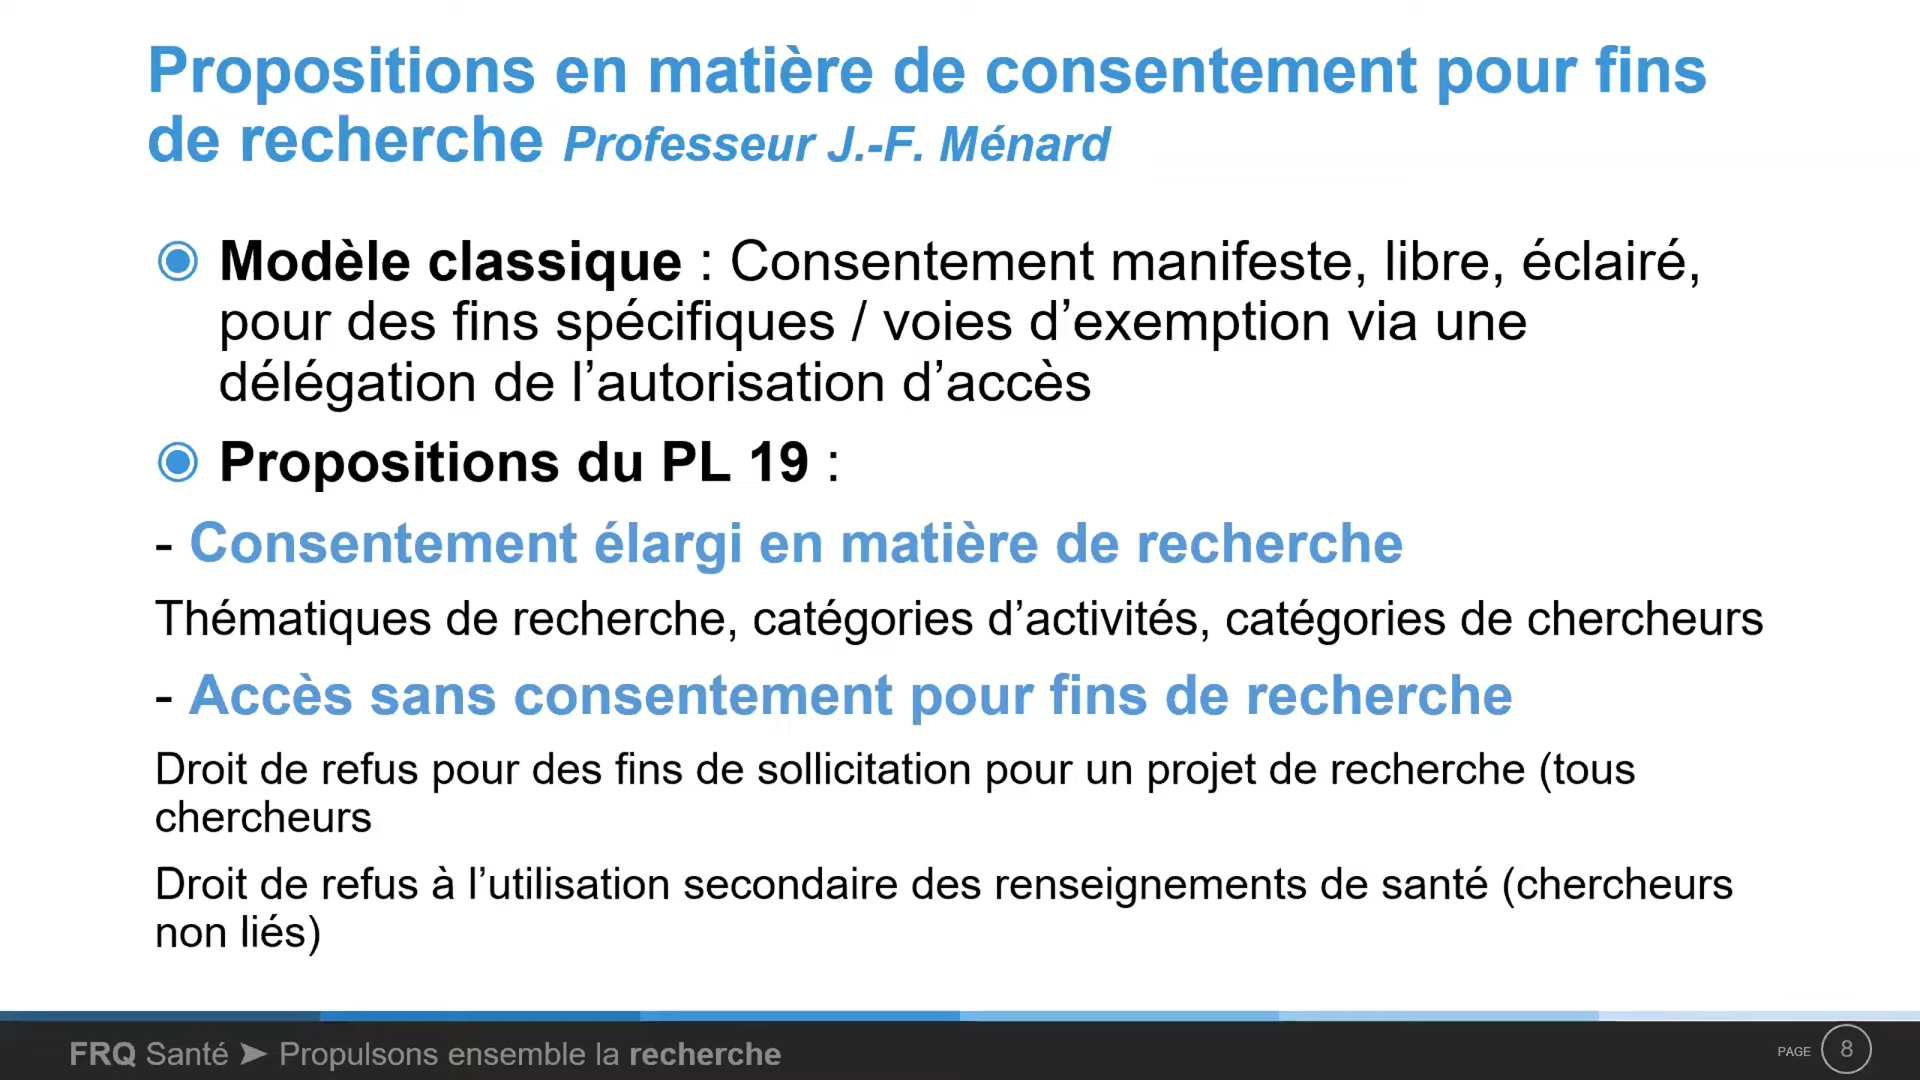 Propositions en matière de consentement pour fins
de recherche Professeur J.-F. Ménard
Modèle classique : Consentement manifeste, libre, éclairé,
pour des fins spécifiques / voies d’exemption via une
délégation de l’autorisation d’accès
Propositions du PL 19 :
- Consentement élargi en matière de recherche
Thématiques de recherche, catégories d’activités, catégories de chercheurs
- Accès sans consentement pour fins de recherche
Droit de refus pour des fins de sollicitation pour un projet de recherche (tous
chercheurs
Droit de refus à l’utilisation secondaire des renseignements de santé (chercheurs
non liés)
FRQ Santé ➤ Propulsons ensemble la recherche
PAGE 8